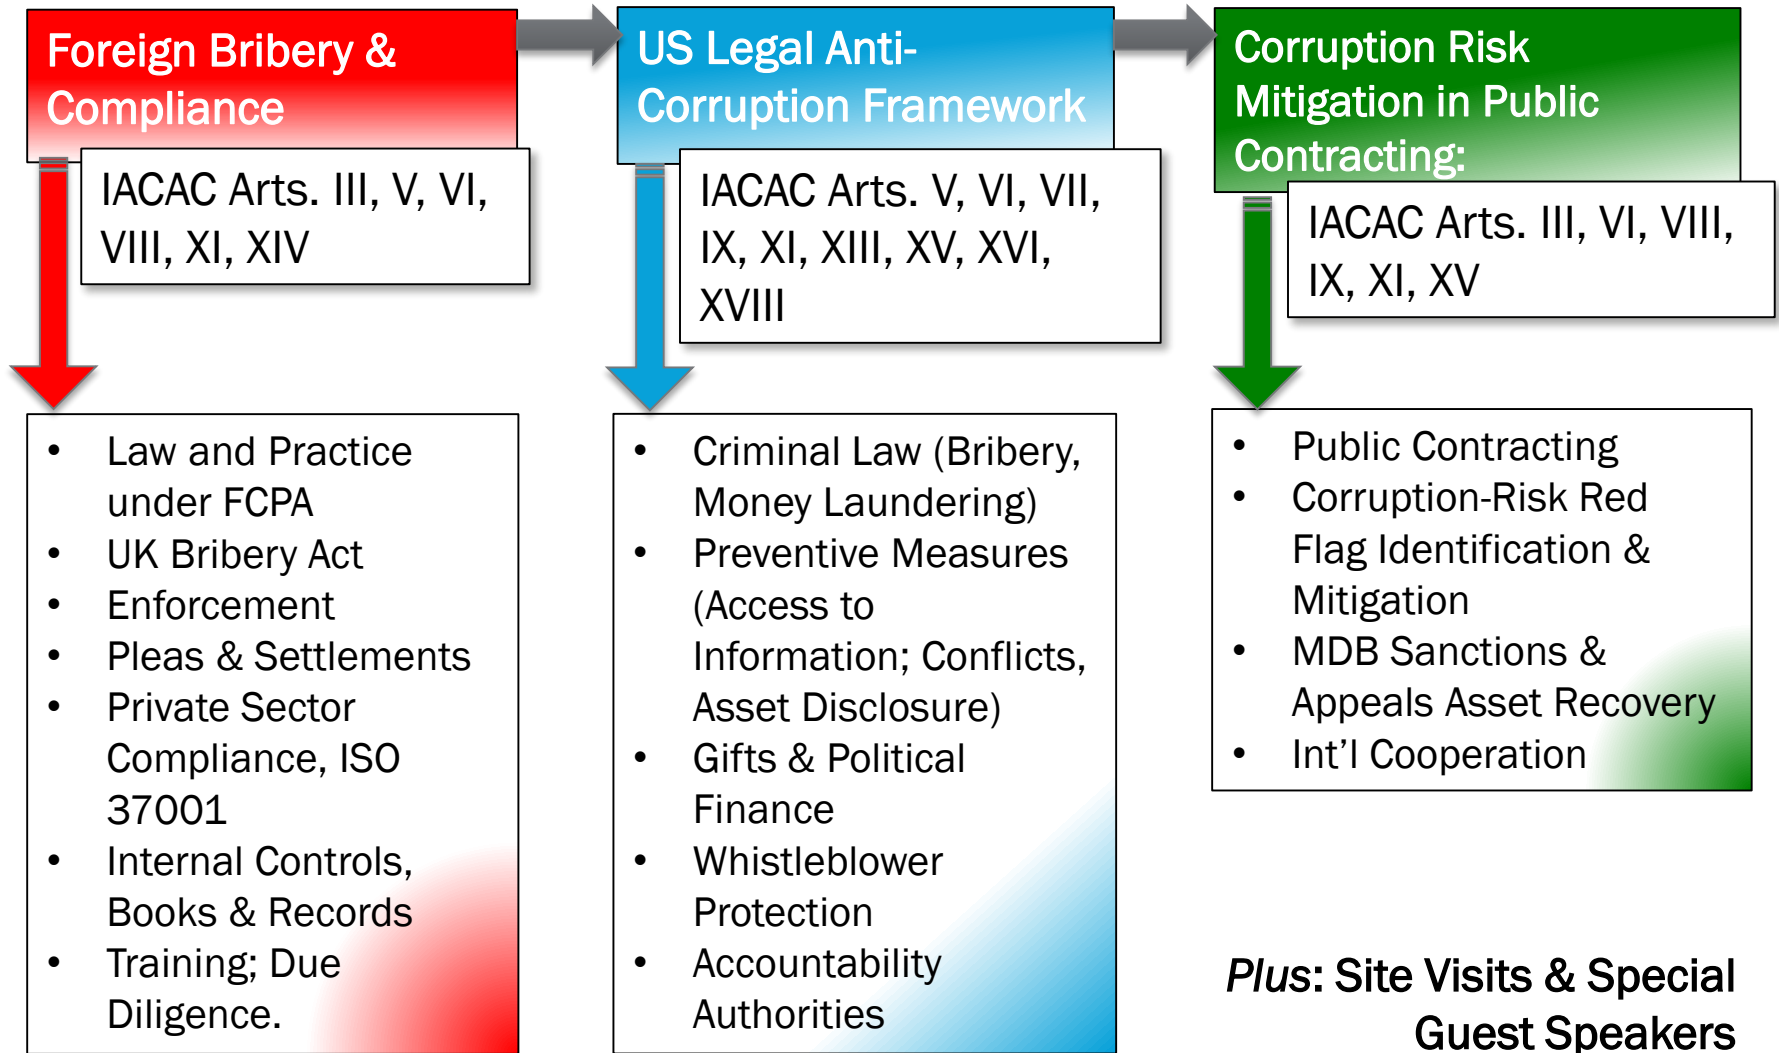 Foreign Bribery &
Compliance
IACAC Arts. III, V, VI,
VIII, XI, XIV
• Law and Practice
under FCPA
• UK Bribery Act
• Enforcement
• Pleas & Settlements
• Private Sector
Compliance, ISO
37001
• Internal Controls,
Books & Records
• Training; Due
Diligence.
US Legal Anti-
Corruption Framework
IACAC Arts. V, VI, VII,
IX, XI, XIII, XV, XVI,
XVIII
• Criminal Law (Bribery,
Money Laundering)
• Preventive Measures
(Access to
Information; Conflicts,
Asset Disclosure)
• Gifts & Political
Finance
• Whistleblower
Protection
• Accountability
Authorities
Corruption Risk
Mitigation in Public
Contracting:
IACAC Arts. III, VI, VIII,
IX, XI, XV
• Public Contracting
• Corruption-Risk Red
Flag Identification &
Mitigation
• MDB Sanctions &
Appeals Asset Recovery
• Int’l Cooperation
Plus: Site Visits & Special
Guest Speakers